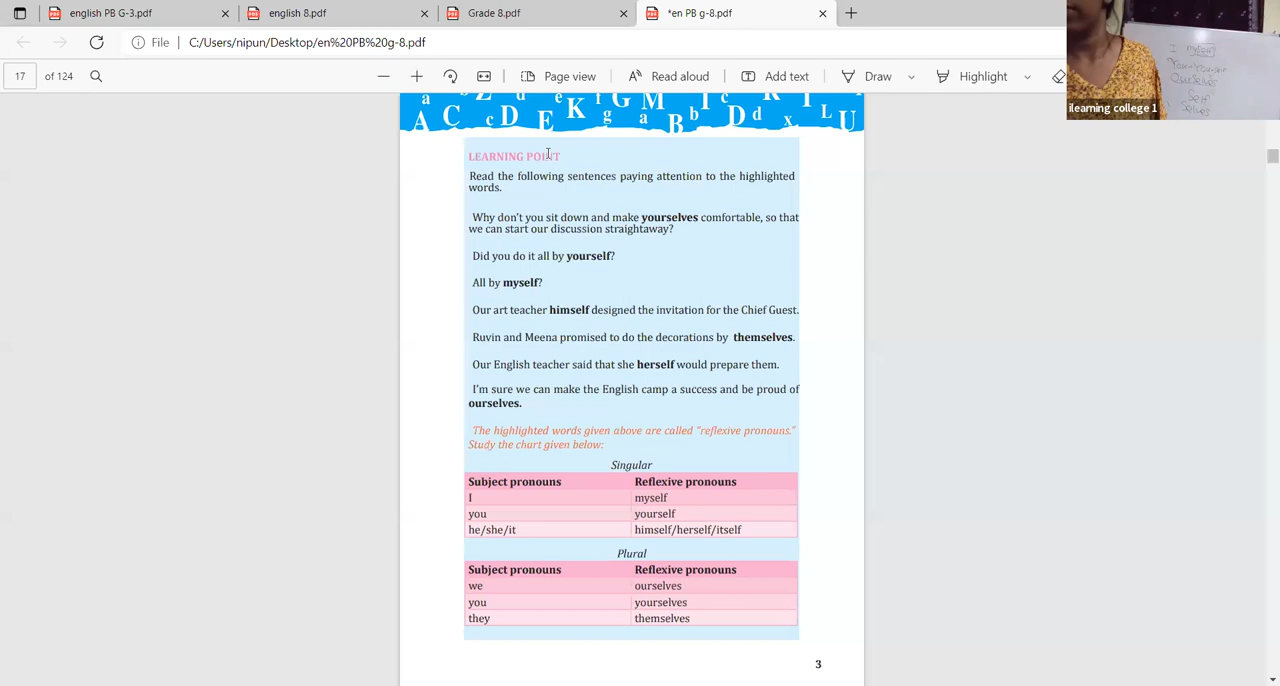 english PB G-3.pdf
english 8.pdf
Grade 8.pdf
*en PB g-8.pdf
File
C:/Users/nipun/Desktop/en%20PB%20g-8.pdf
17 of 124
Page view
Read aloud
Add text
Draw
Highlight
ilearning college 1
I myself
Ourselves
Self
Selves
LEARNING POINT
Read the following sentences paying attention to the highlighted
words.
Why don't you sit down and make yourselves comfortable, so that
we can start our discussion straightaway?
Did you do it all by yourself?
All by myself?
Our art teacher himself designed the invitation for the Chief Guest.
Ruvin and Meena promised to do the decorations by themselves.
Our English teacher said that she herself would prepare them.
I'm sure we can make the English camp a success and be proud of
ourselves.
The highlighted words given above are called "reflexive pronouns."
Study the chart given below:
Singular
Subject pronouns Reflexive pronouns
I myself
you yourself
he/she/it himself/herself/itself
Plural
Subject pronouns Reflexive pronouns
we ourselves
you yourselves
they themselves
3